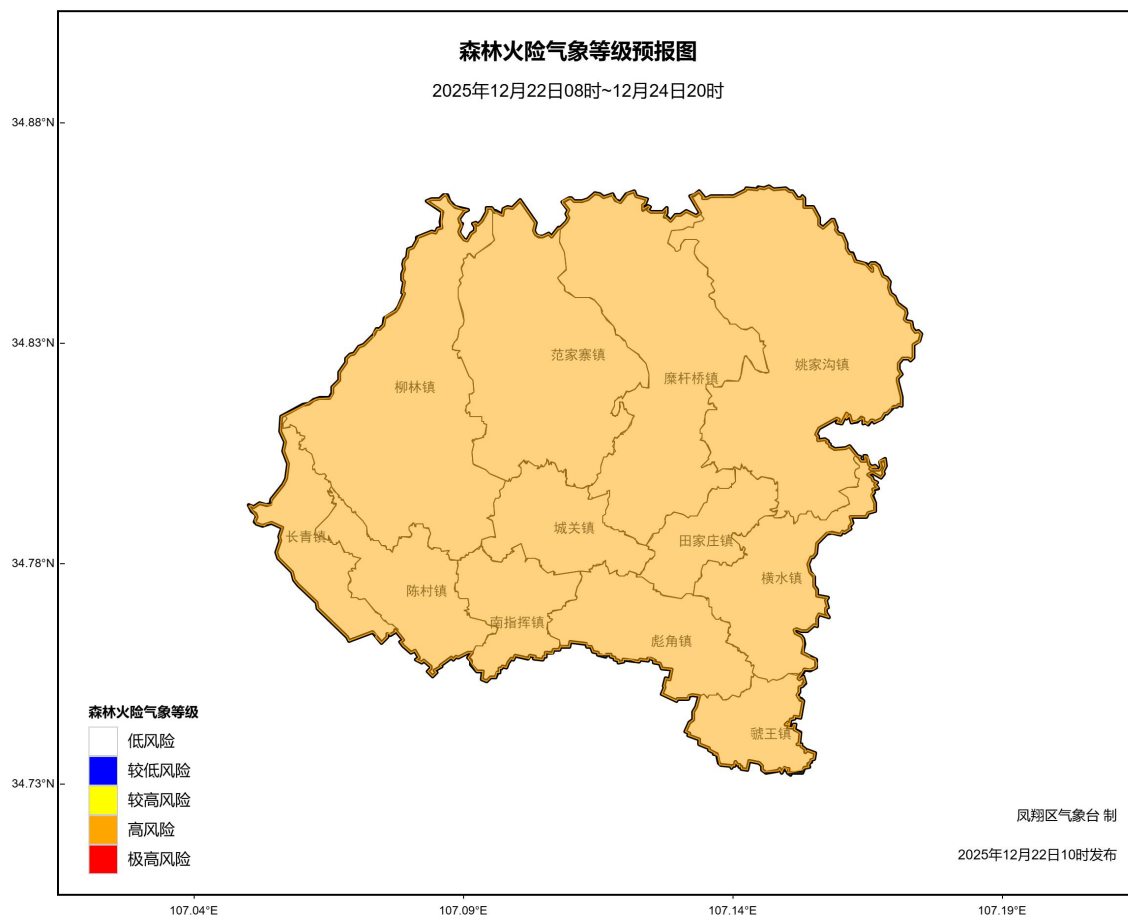 森林火险气象等级预报图
2025年12月22日08时~12月24日20时
34.88°N
34.83°N
范家寨镇
姚家沟镇
糜杆桥镇
柳林镇
城关镇
长青镇
田家庄镇
34.78°N
横水镇
陈村镇
南指挥镇
彪角镇
森林火险气象等级
低风险
虢王镇
较低风险
34.73°N
较高风险
高风险
极高风险
凤翔区气象台 制
2025年12月22日10时发布
107.04°E
107.09°E
107.14°E
107.19°E